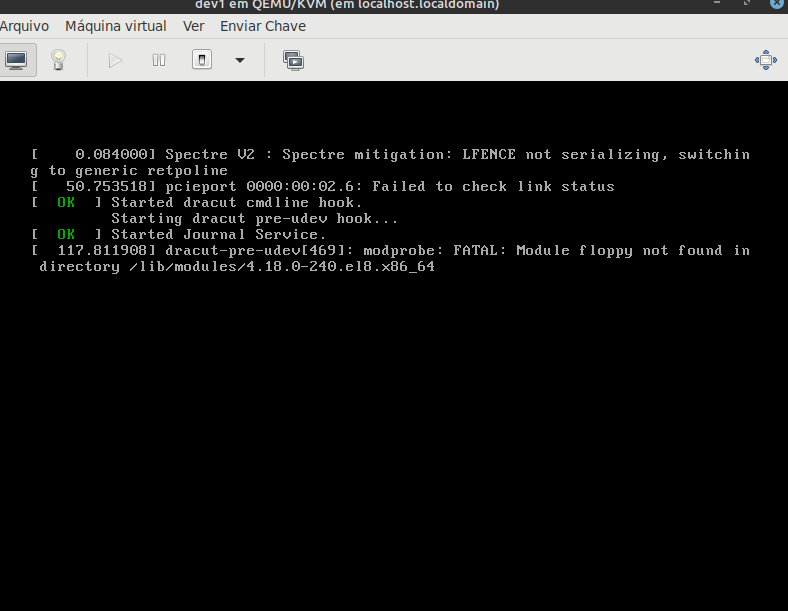 dev1 em QEMU/KVM (em localhost.localdomain)
Arquivo Máquina virtual Ver Enviar Chave
[    0.084000] Spectre V2 : Spectre mitigation: LFENCE not serializing, switchin
g to generic retpoline
[   50.753518] pcieport 0000:00:02.6: Failed to check link status
[  OK  ] Started dracut cmdline hook.
         Starting dracut pre-udev hook...
[  OK  ] Started Journal Service.
[  117.811908] dracut-pre-udev[469]: modprobe: FATAL: Module floppy not found in
 directory /lib/modules/4.18.0-240.el8.x86_64